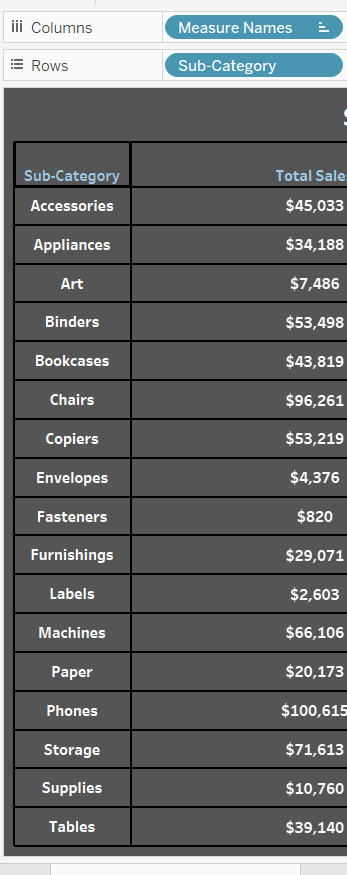 Columns Measure Names
Rows Sub-Category
Sub-Category Total Sales
Accessories $45,033
Appliances $34,188
Art $7,486
Binders $53,498
Bookcases $43,819
Chairs $96,261
Copiers $53,219
Envelopes $4,376
Fasteners $820
Furnishings $29,071
Labels $2,603
Machines $66,106
Paper $20,173
Phones $100,615
Storage $71,613
Supplies $10,760
Tables $39,140